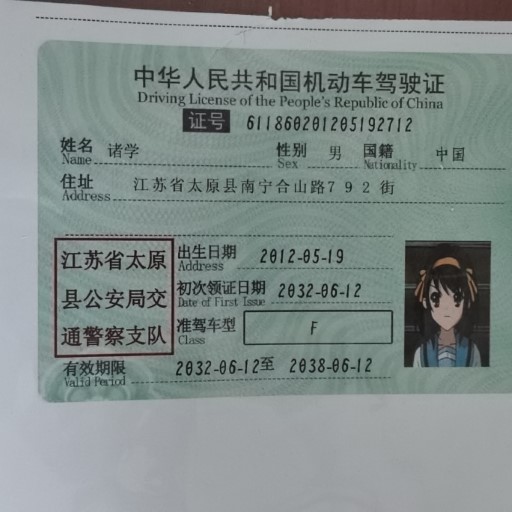 中华人民共和国机动车驾驶证
Driving License of the People's Republic of China
证号 611860201205192712
姓名 诸学 性别 男 国籍 中国
Name Sex Nationality
住址 江苏省太原县南宁合山路792街
Address
江苏省太原
县公安局交
通警察支队
出生日期 2012-05-19
Address
初次领证日期 2032-06-12
Date of First Issue
准驾车型 F
Class
有效期限 2032-06-12至 2038-06-12
Valid Period